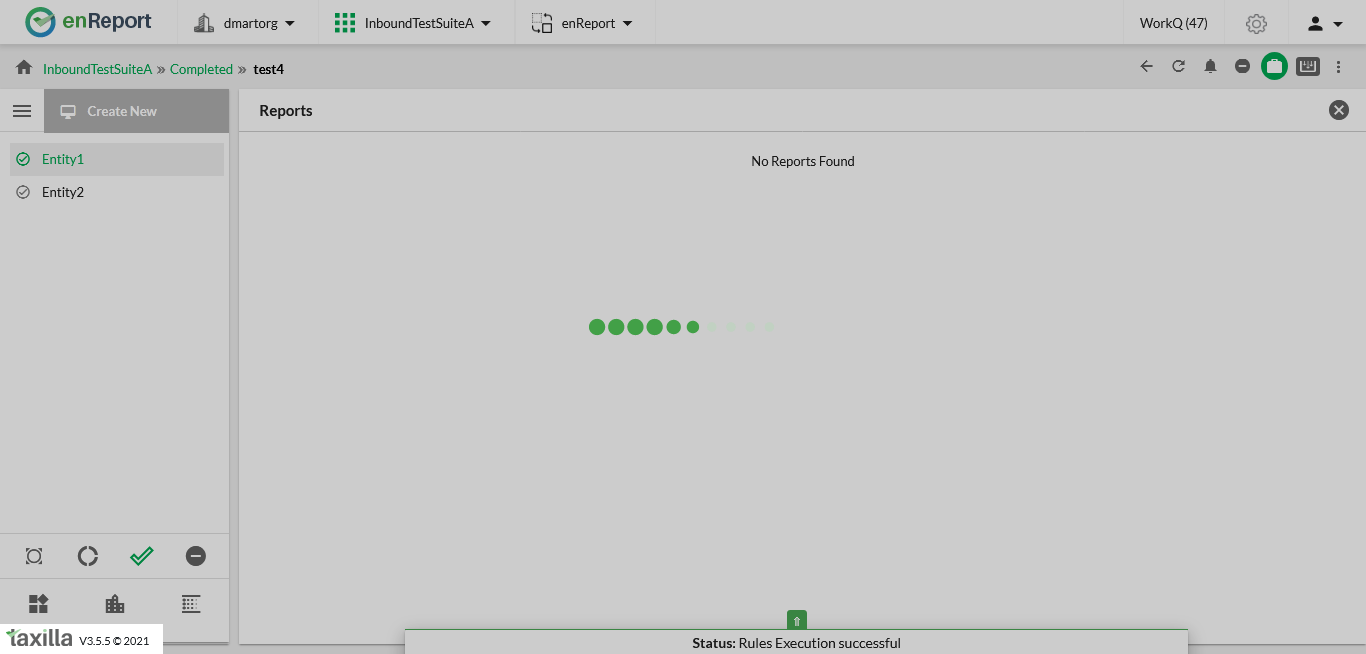 enReport
dmartorg
InboundTestSuiteA
enReport
WorkQ (47)
InboundTestSuiteA » Completed » test4
Create New
Reports
Entity1
No Reports Found
Entity2
taxilla V3.5.5 © 2021
Status: Rules Execution successful